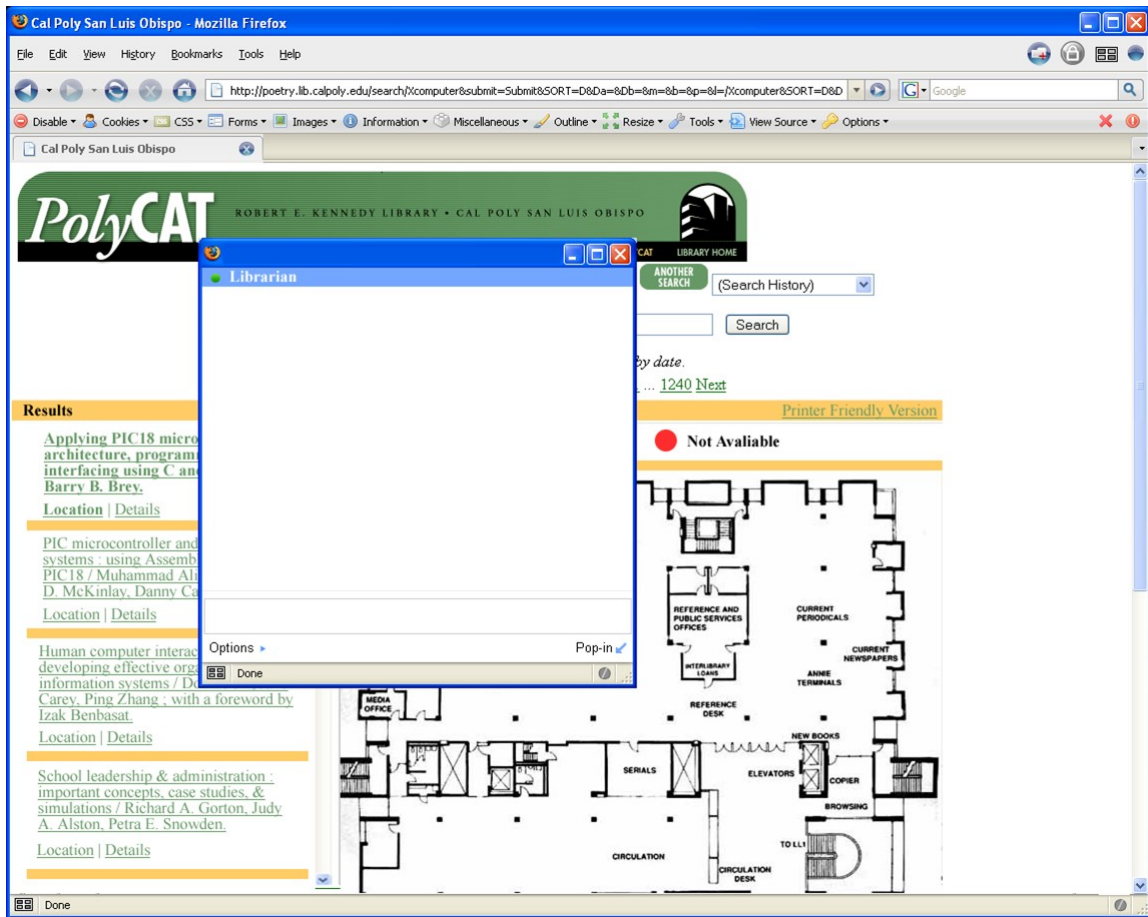 Cal Poly San Luis Obispo - Mozilla Firefox
File Edit View History Bookmarks Tools Help
http://poetry.lib.calpoly.edu/search/Xcomputer&submit=Submit&SORT=D&Da=&Db=&m=&b=&p=&l=/Xcomputer&SORT=D&D
G Google
Disable Cookies CSS Forms Images Information Miscellaneous Outline Resize Tools View Source Options
Cal Poly San Luis Obispo
PolyCAT
ROBERT E. KENNEDY LIBRARY • CAL POLY SAN LUIS OBISPO
CAT LIBRARY HOME
Librarian
ANOTHER
SEARCH
(Search History)
Search
by date.
... 1240 Next
Results
Printer Friendly Version
Not Avaliable
Applying PIC18 micro
architecture, program
interfacing using C an
Barry B. Brey.
Location | Details
PIC microcontroller and
systems : using Assemb
PIC18 / Muhammad Ali
D. McKinlay, Danny Ca
Location | Details
Human computer interac
developing effective orga
information systems / De
Carey, Ping Zhang ; with a foreword by
Izak Benbasat.
Location | Details
School leadership & administration :
important concepts, case studies, &
simulations / Richard A. Gorton, Judy
A. Alston, Petra E. Snowden.
Location | Details
Options
Pop-in
Done
REFERENCE AND
PUBLIC SERVICES
OFFICES
CURRENT
PERIODICALS
INTERLIBRARY
LOANS
CURRENT
NEWSPAPERS
ANNIE
TERMINALS
MEDIA
OFFICE
REFERENCE
DESK
NEW BOOKS
SERIALS
ELEVATORS
COPIER
BROWSING
TO LL1
CIRCULATION
CIRCULATION
DESK
Done